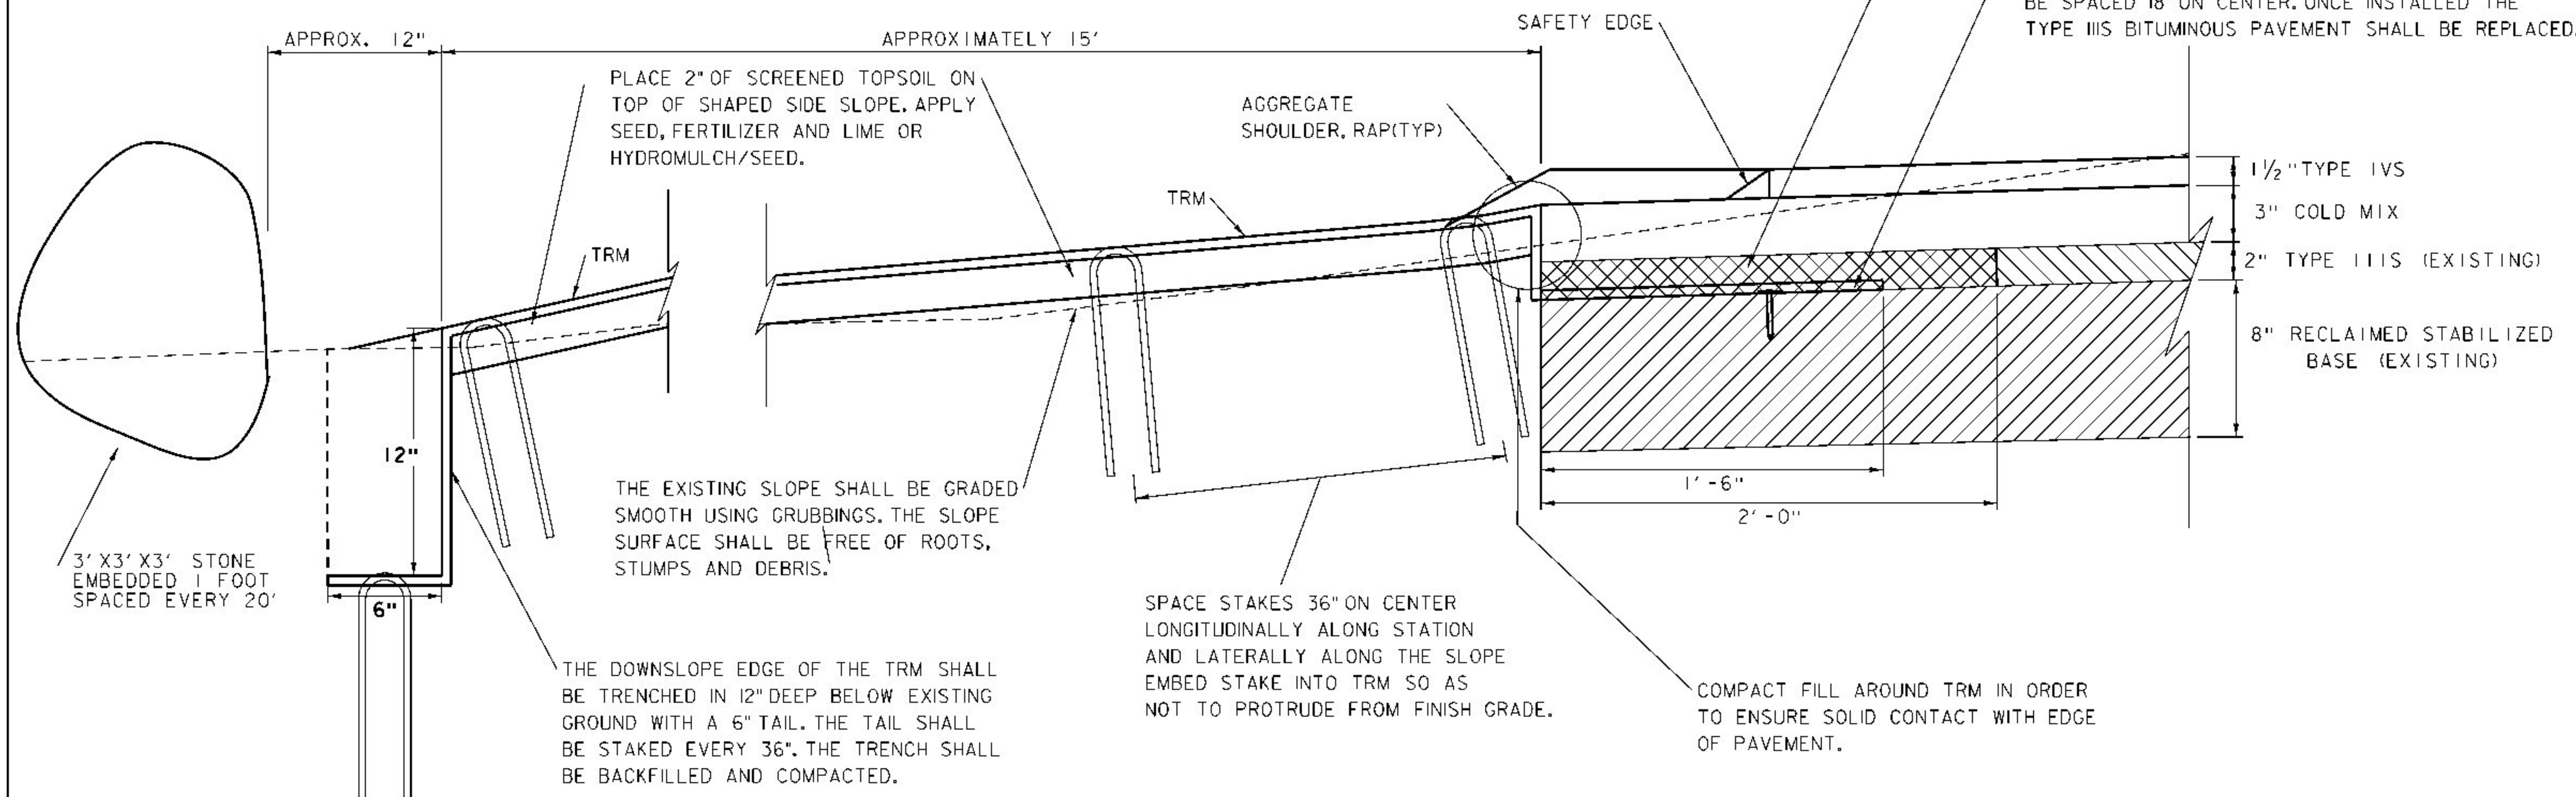 BE SPACED 18" ON CENTER. ONCE INSTALLED THE
TYPE IIIS BITUMINOUS PAVEMENT SHALL BE REPLACED.
SAFETY EDGE
APPROX. 12"
APPROXIMATELY 15'
PLACE 2" OF SCREENED TOPSOIL ON
TOP OF SHAPED SIDE SLOPE. APPLY
SEED, FERTILIZER AND LIME OR
HYDROMULCH/SEED.
AGGREGATE
SHOULDER, RAP(TYP)
TRM
TRM
1 1/2" TYPE IVS
3" COLD MIX
2" TYPE IIIS (EXISTING)
8" RECLAIMED STABILIZED
BASE (EXISTING)
12"
6"
1'-6"
2'-0"
3'X3'X3' STONE
EMBEDDED 1 FOOT
SPACED EVERY 20'
THE EXISTING SLOPE SHALL BE GRADED
SMOOTH USING GRUBBINGS. THE SLOPE
SURFACE SHALL BE FREE OF ROOTS,
STUMPS AND DEBRIS.
THE DOWNSLOPE EDGE OF THE TRM SHALL
BE TRENCHED IN 12" DEEP BELOW EXISTING
GROUND WITH A 6" TAIL. THE TAIL SHALL
BE STAKED EVERY 36". THE TRENCH SHALL
BE BACKFILLED AND COMPACTED.
SPACE STAKES 36" ON CENTER
LONGITUDINALLY ALONG STATION
AND LATERALLY ALONG THE SLOPE
EMBED STAKE INTO TRM SO AS
NOT TO PROTRUDE FROM FINISH GRADE.
COMPACT FILL AROUND TRM IN ORDER
TO ENSURE SOLID CONTACT WITH EDGE
OF PAVEMENT.